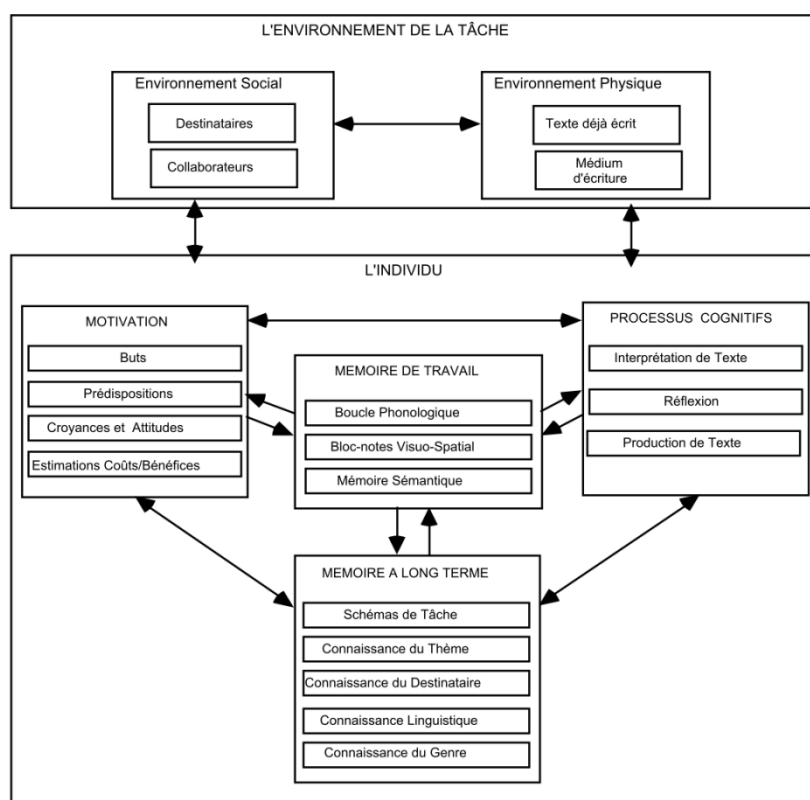 L'ENVIRONNEMENT DE LA TÂCHE
Environnement Social
Destinataires
Collaborateurs
Environnement Physique
Texte déjà écrit
Médium
d'écriture
L'INDIVIDU
MOTIVATION
Buts
Prédispositions
Croyances et Attitudes
Estimations Coûts/Bénéfices
MEMOIRE DE TRAVAIL
Boucle Phonologique
Bloc-notes Visuo-Spatial
Mémoire Sémantique
PROCESSUS COGNITIFS
Interprétation de Texte
Réflexion
Production de Texte
MEMOIRE A LONG TERME
Schémas de Tâche
Connaissance du Thème
Connaissance du Destinataire
Connaissance Linguistique
Connaissance du Genre